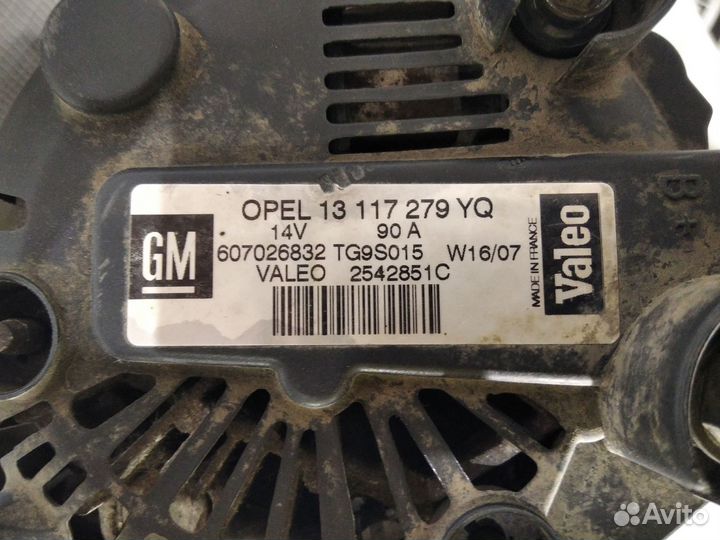 OPEL 13 117 279 YQ
14V 90 A
607026832 TG9S015 W16/07
VALEO 2542851C
GM
MADE IN FRANCE
Valeo
B+
Avito